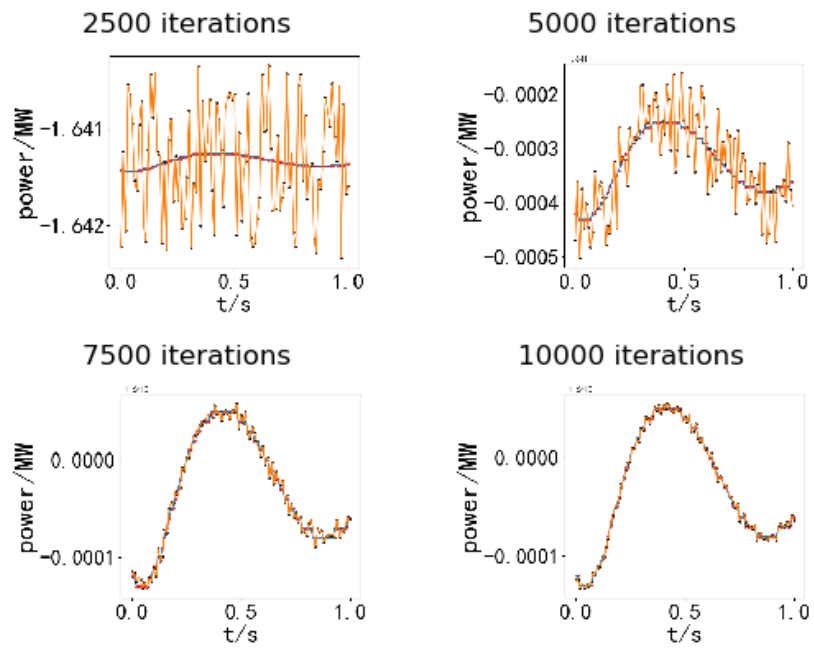 2500 iterations
power/MW
-1.641
-1.642
0.0
0.5
1.0
t/s
5000 iterations
power/MW
-0.0002
-0.0003
-0.0004
-0.0005
0.0
0.5
1.0
t/s
7500 iterations
power/MW
0.0000
-0.0001
0.0
0.5
1.0
t/s
10000 iterations
power/MW
0.0000
-0.0001
0.0
0.5
1.0
t/s